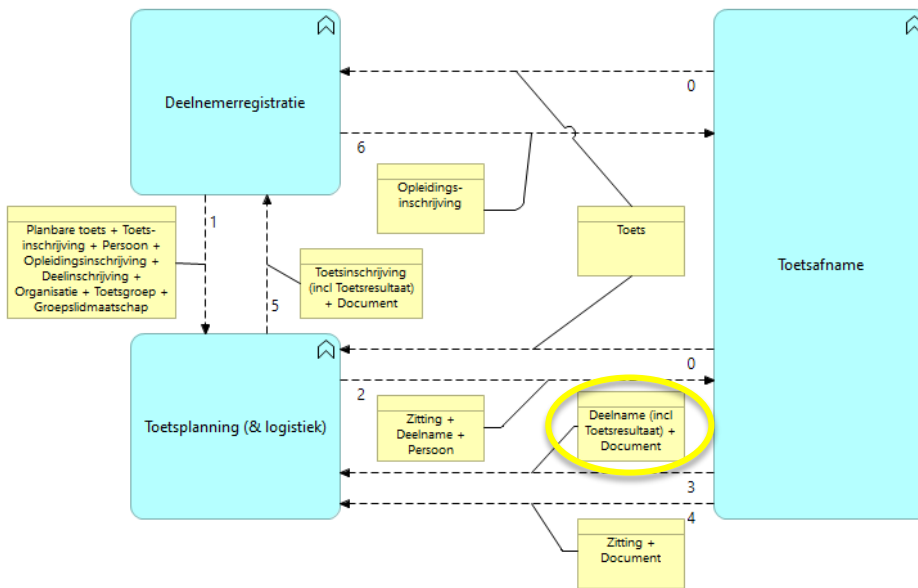 Deelnemerregistratie
0
6
Opleidings-
inschrijving
Toets
Toetsafname
1
Planbare toets + Toets-
inschrijving + Persoon +
Opleidingsinschrijving +
Deelinschrijving +
Organisatie + Toetsgroep +
Groepslidmaatschap
Toetsinschrijving
(incl Toetsresultaat)
+ Document
5
0
2
Toetsplanning (& logistiek)
Zitting +
Deelname +
Persoon
Deelname (incl
Toetsresultaat) +
Document
3
4
Zitting +
Document